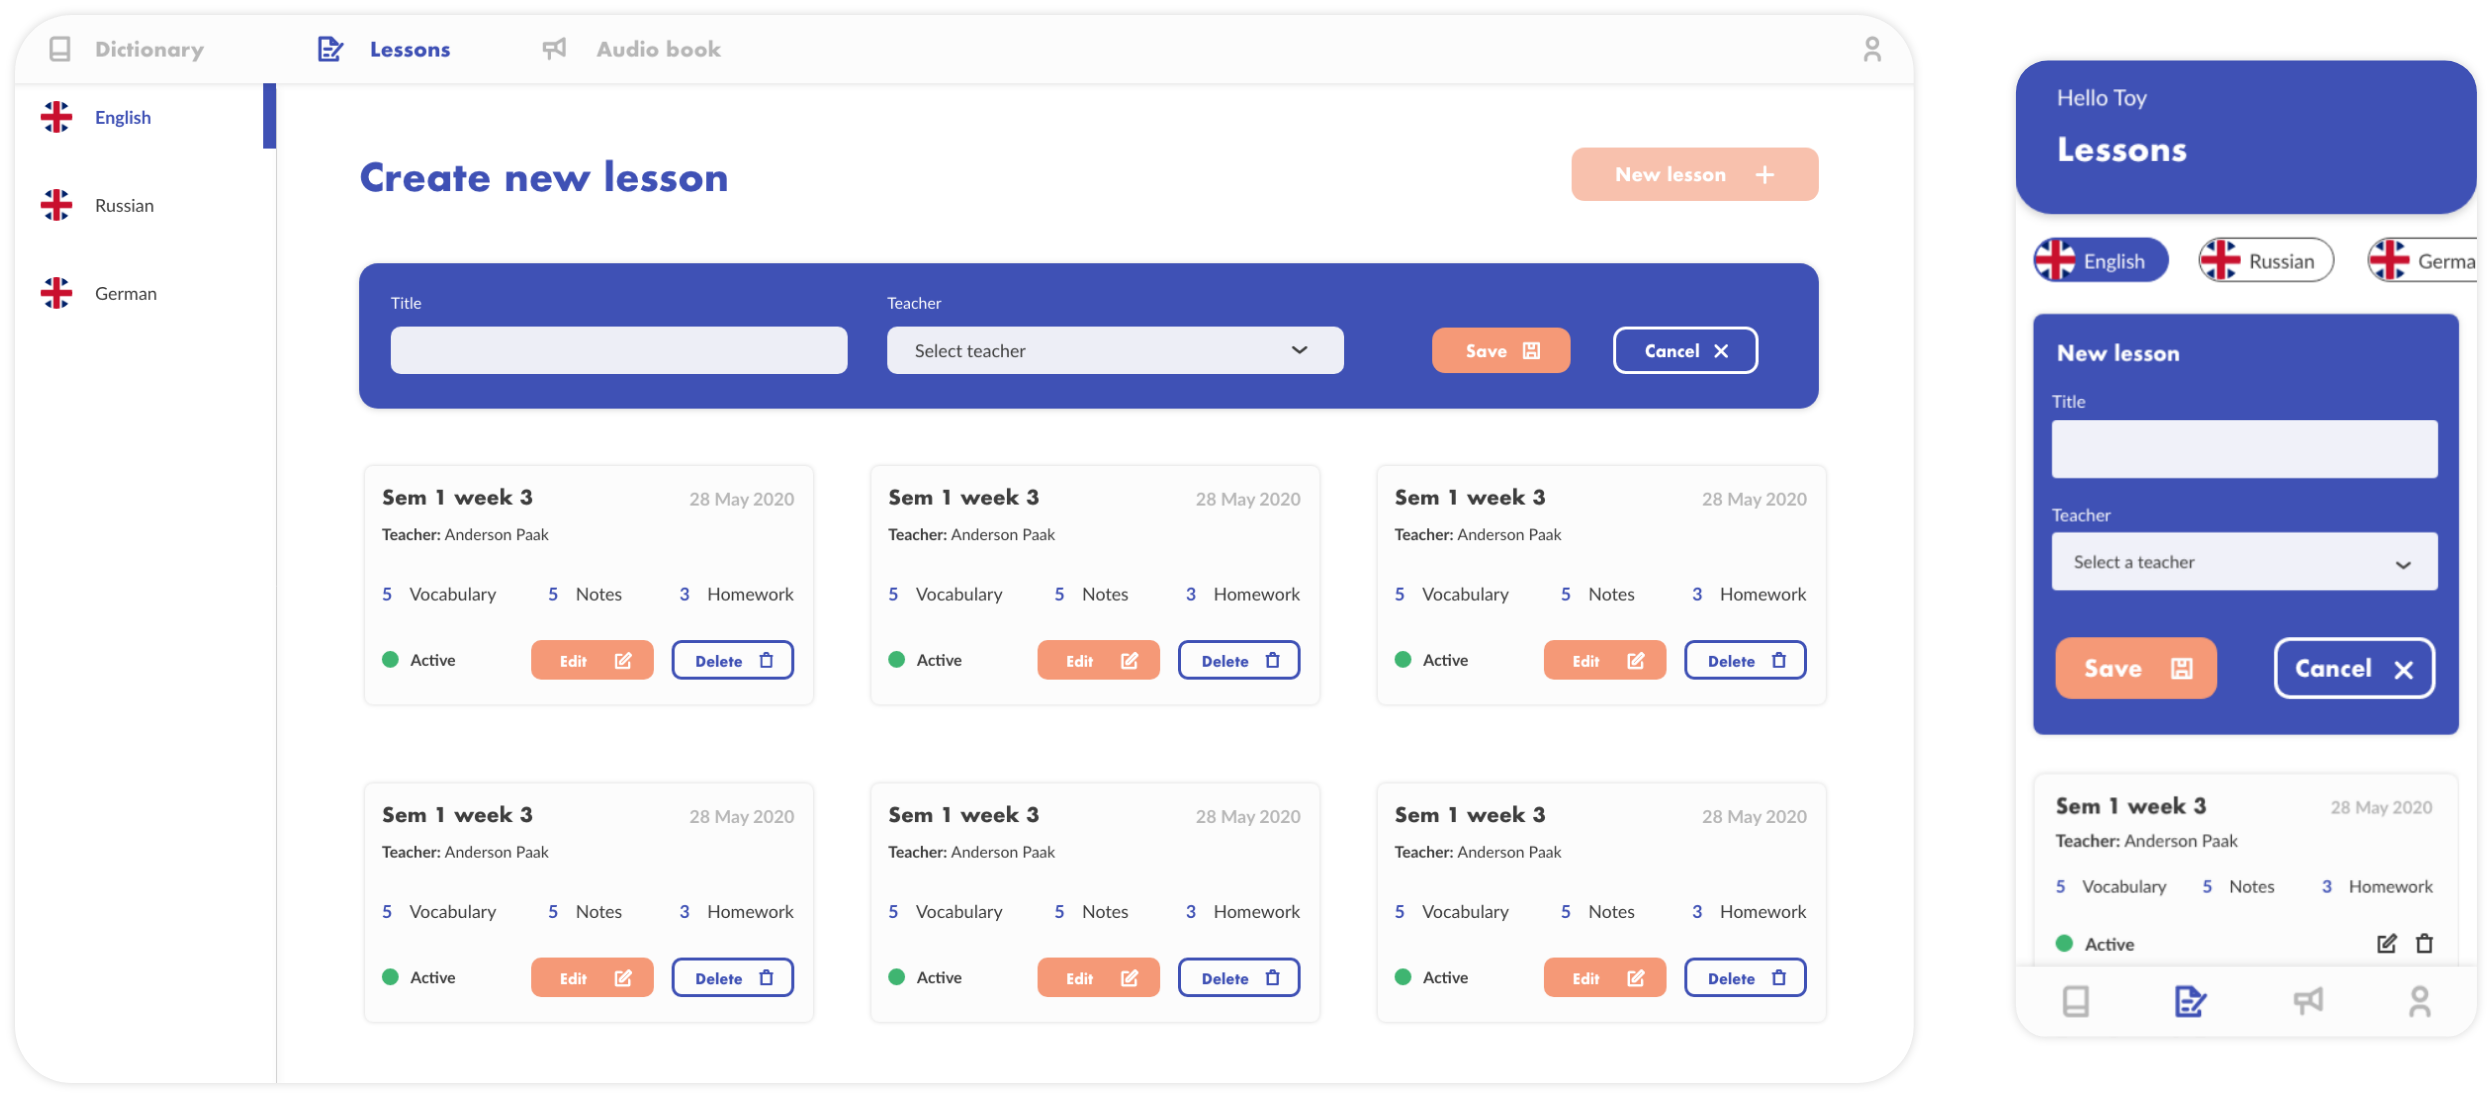 Dictionary
Lessons
Audio book
English
Russian
German
Create new lesson
New lesson
Title
Teacher
Select teacher
Save
Cancel
Sem 1 week 3
28 May 2020
Teacher: Anderson Paak
5 Vocabulary 5 Notes 3 Homework
Active
Edit
Delete
Sem 1 week 3
28 May 2020
Teacher: Anderson Paak
5 Vocabulary 5 Notes 3 Homework
Active
Edit
Delete
Sem 1 week 3
28 May 2020
Teacher: Anderson Paak
5 Vocabulary 5 Notes 3 Homework
Active
Edit
Delete
Sem 1 week 3
28 May 2020
Teacher: Anderson Paak
5 Vocabulary 5 Notes 3 Homework
Active
Edit
Delete
Sem 1 week 3
28 May 2020
Teacher: Anderson Paak
5 Vocabulary 5 Notes 3 Homework
Active
Edit
Delete
Sem 1 week 3
28 May 2020
Teacher: Anderson Paak
5 Vocabulary 5 Notes 3 Homework
Active
Edit
Delete
Hello Toy
Lessons
English
Russian
Germa
New lesson
Title
Teacher
Select a teacher
Save
Cancel
Sem 1 week 3
28 May 2020
Teacher: Anderson Paak
5 Vocabulary 5 Notes 3 Homework
Active